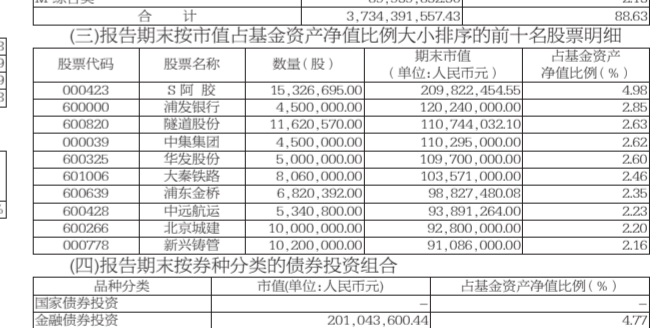 合 计 3,734,391,557.43 88.63
(三)报告期末按市值占基金资产净值比例大小排序的前十名股票明细
股票代码 股票名称 数量(股) 期末市值(单位:人民币元) 占基金资产净值比例(%)
000423 S阿胶 15,326,695.00 209,822,454.55 4.98
600000 浦发银行 4,500,000.00 120,240,000.00 2.85
600820 隧道股份 11,620,570.00 110,744,032.10 2.63
000039 中集集团 4,500,000.00 110,295,000.00 2.62
600325 华发股份 5,000,000.00 109,700,000.00 2.60
601006 大秦铁路 8,060,000.00 103,571,000.00 2.46
600639 浦东金桥 6,820,392.00 98,827,480.08 2.35
600428 中远航运 5,340,800.00 93,891,264.00 2.23
600266 北京城建 10,000,000.00 92,800,000.00 2.20
000778 新兴铸管 10,200,000.00 91,086,000.00 2.16
(四)报告期末按券种分类的债券投资组合
品种分类 市值(单位:人民币元) 占基金资产净值比例(%)
国家债券投资 – –
金融债券投资 201,043,600.44 4.77